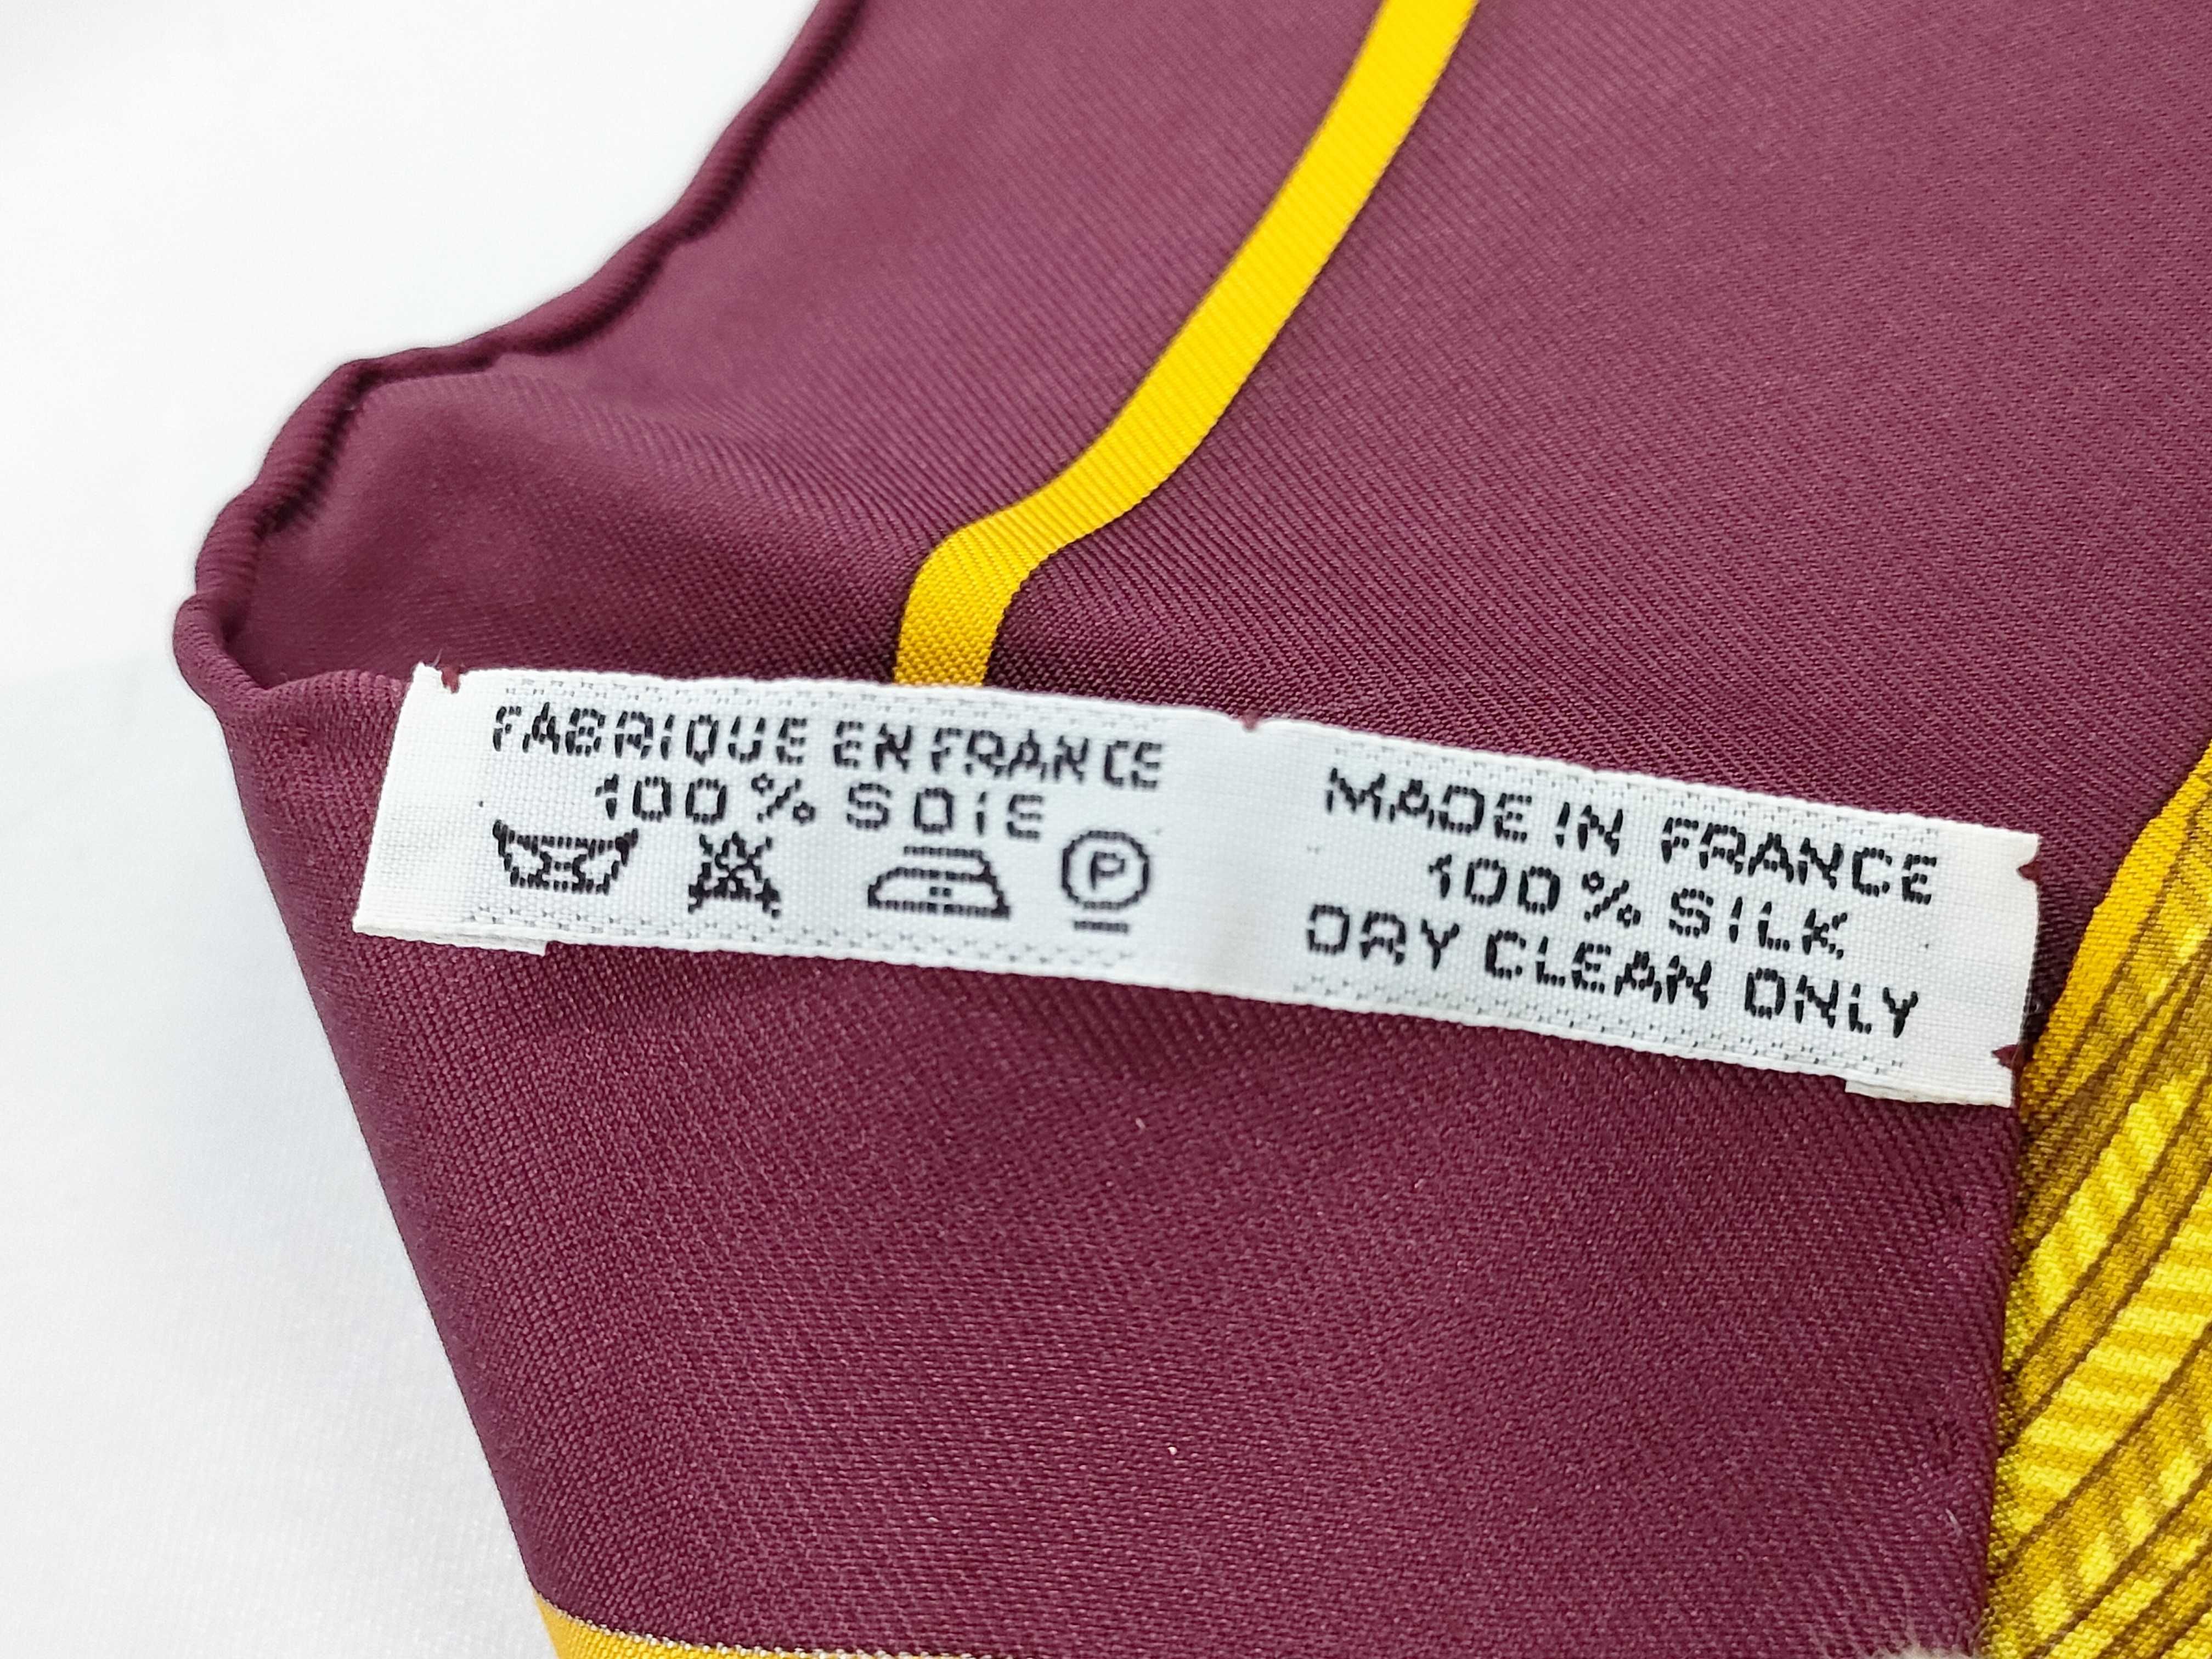 FABRIQUE EN FRANCE
100% SOIE
P
MADE IN FRANCE
100% SILK
DRY CLEAN ONLY